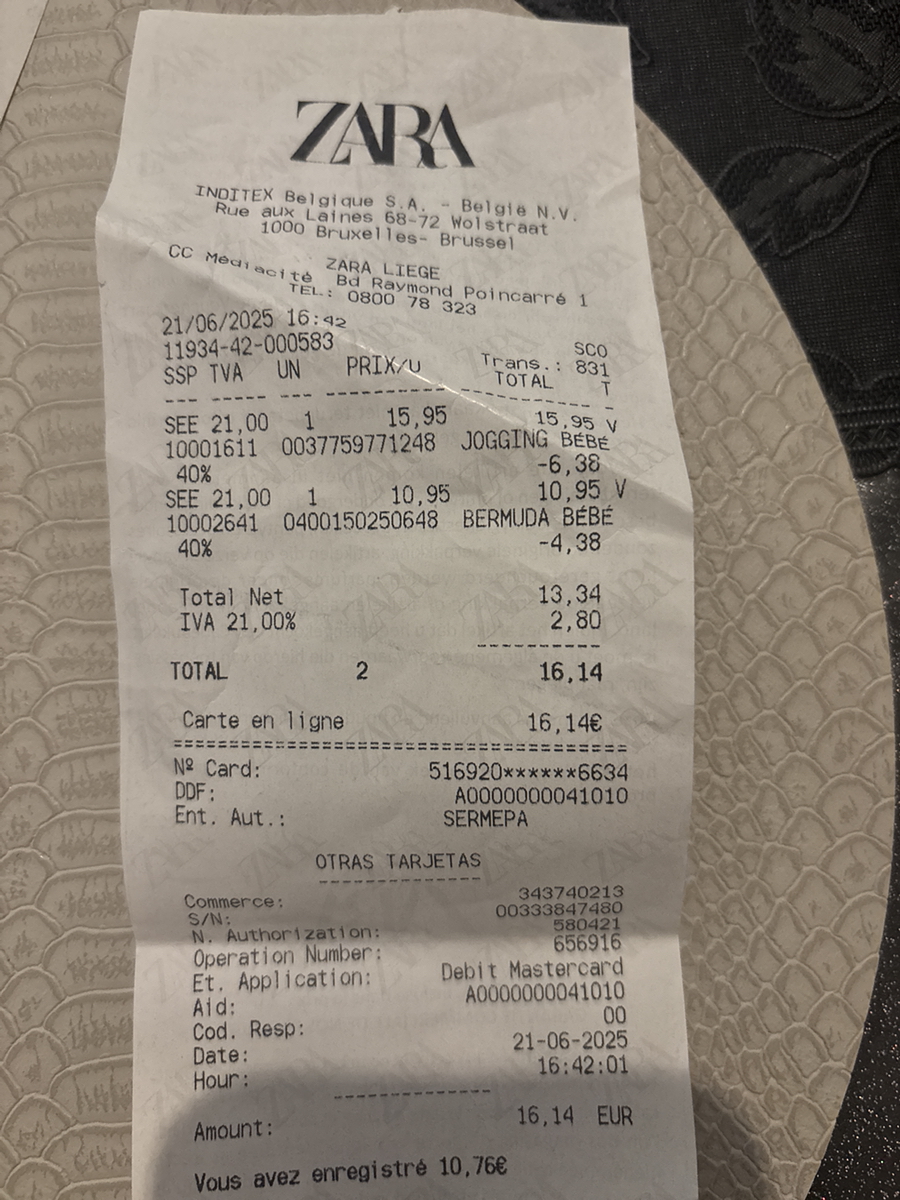 ZARA
INDITEX Belgique S.A. - België N.V.
Rue aux Laines 68-72 Wolstraat
1000 Bruxelles- Brussel
ZARA LIEGE
CC Médiacité Bd Raymond Poincarré 1
TEL: 0800 78 323
21/06/2025 16:42
11934-42-000583 SCO
Trans.: 831
SSP TVA UN PRIX/U TOTAL T
SEE 21,00 1 15,95 15,95 V
10001611 0037759771248 JOGGING BÉBÉ
40% -6,38
SEE 21,00 1 10,95 10,95 V
10002641 0400150250648 BERMUDA BÉBÉ
40% -4,38
Total Net 13,34
IVA 21,00% 2,80
TOTAL 2 16,14
Carte en ligne 16,14€
Nº Card: 516920******6634
DDF: A0000000041010
Ent. Aut.: SERMEPA
OTRAS TARJETAS
Commerce: 343740213
S/N: 00333847480
N. Authorization: 580421
Operation Number: 656916
Et. Application: Debit Mastercard
Aid: A0000000041010
Cod. Resp: 00
Date: 21-06-2025
Hour: 16:42:01
Amount: 16,14 EUR
Vous avez enregistré 10,76€